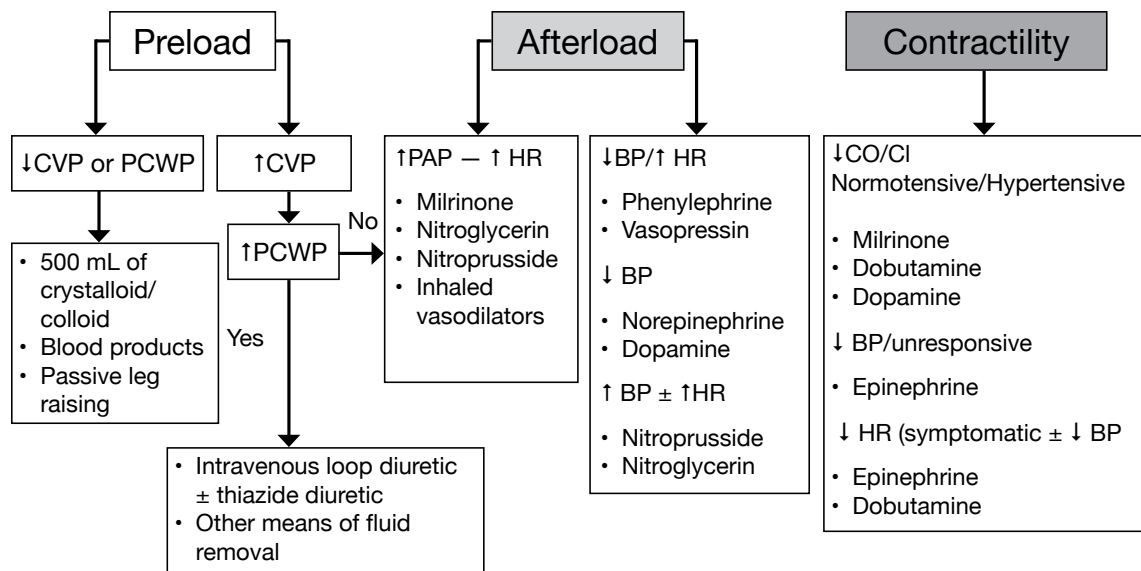 Preload
Afterload
Contractility
↓CVP or PCWP
• 500 mL of
crystalloid/
colloid
• Blood products
• Passive leg
raising
↑CVP
↑PCWP
No
Yes
• Intravenous loop diuretic
± thiazide diuretic
• Other means of fluid
removal
↑PAP – ↑ HR
• Milrinone
• Nitroglycerin
• Nitroprusside
• Inhaled
vasodilators
↓BP/↑ HR
• Phenylephrine
• Vasopressin
↓ BP
• Norepinephrine
• Dopamine
↑ BP ± ↑HR
• Nitroprusside
• Nitroglycerin
↓CO/CI
Normotensive/Hypertensive
• Milrinone
• Dobutamine
• Dopamine
↓ BP/unresponsive
• Epinephrine
↓ HR (symptomatic ± ↓ BP
• Epinephrine
• Dobutamine